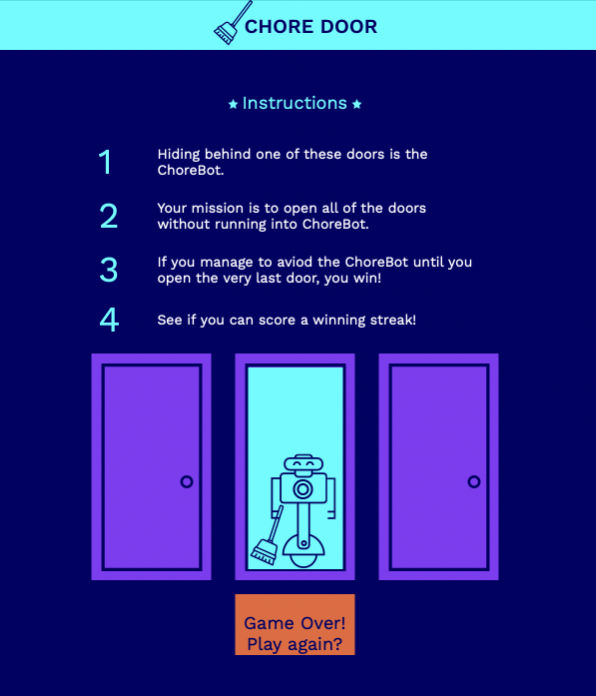 CHORE DOOR
Instructions
1 Hiding behind one of these doors is the
ChoreBot.
2 Your mission is to open all of the doors
without running into ChoreBot.
3 If you manage to aviod the ChoreBot until you
open the very last door, you win!
4 See if you can score a winning streak!
Game Over!
Play again?